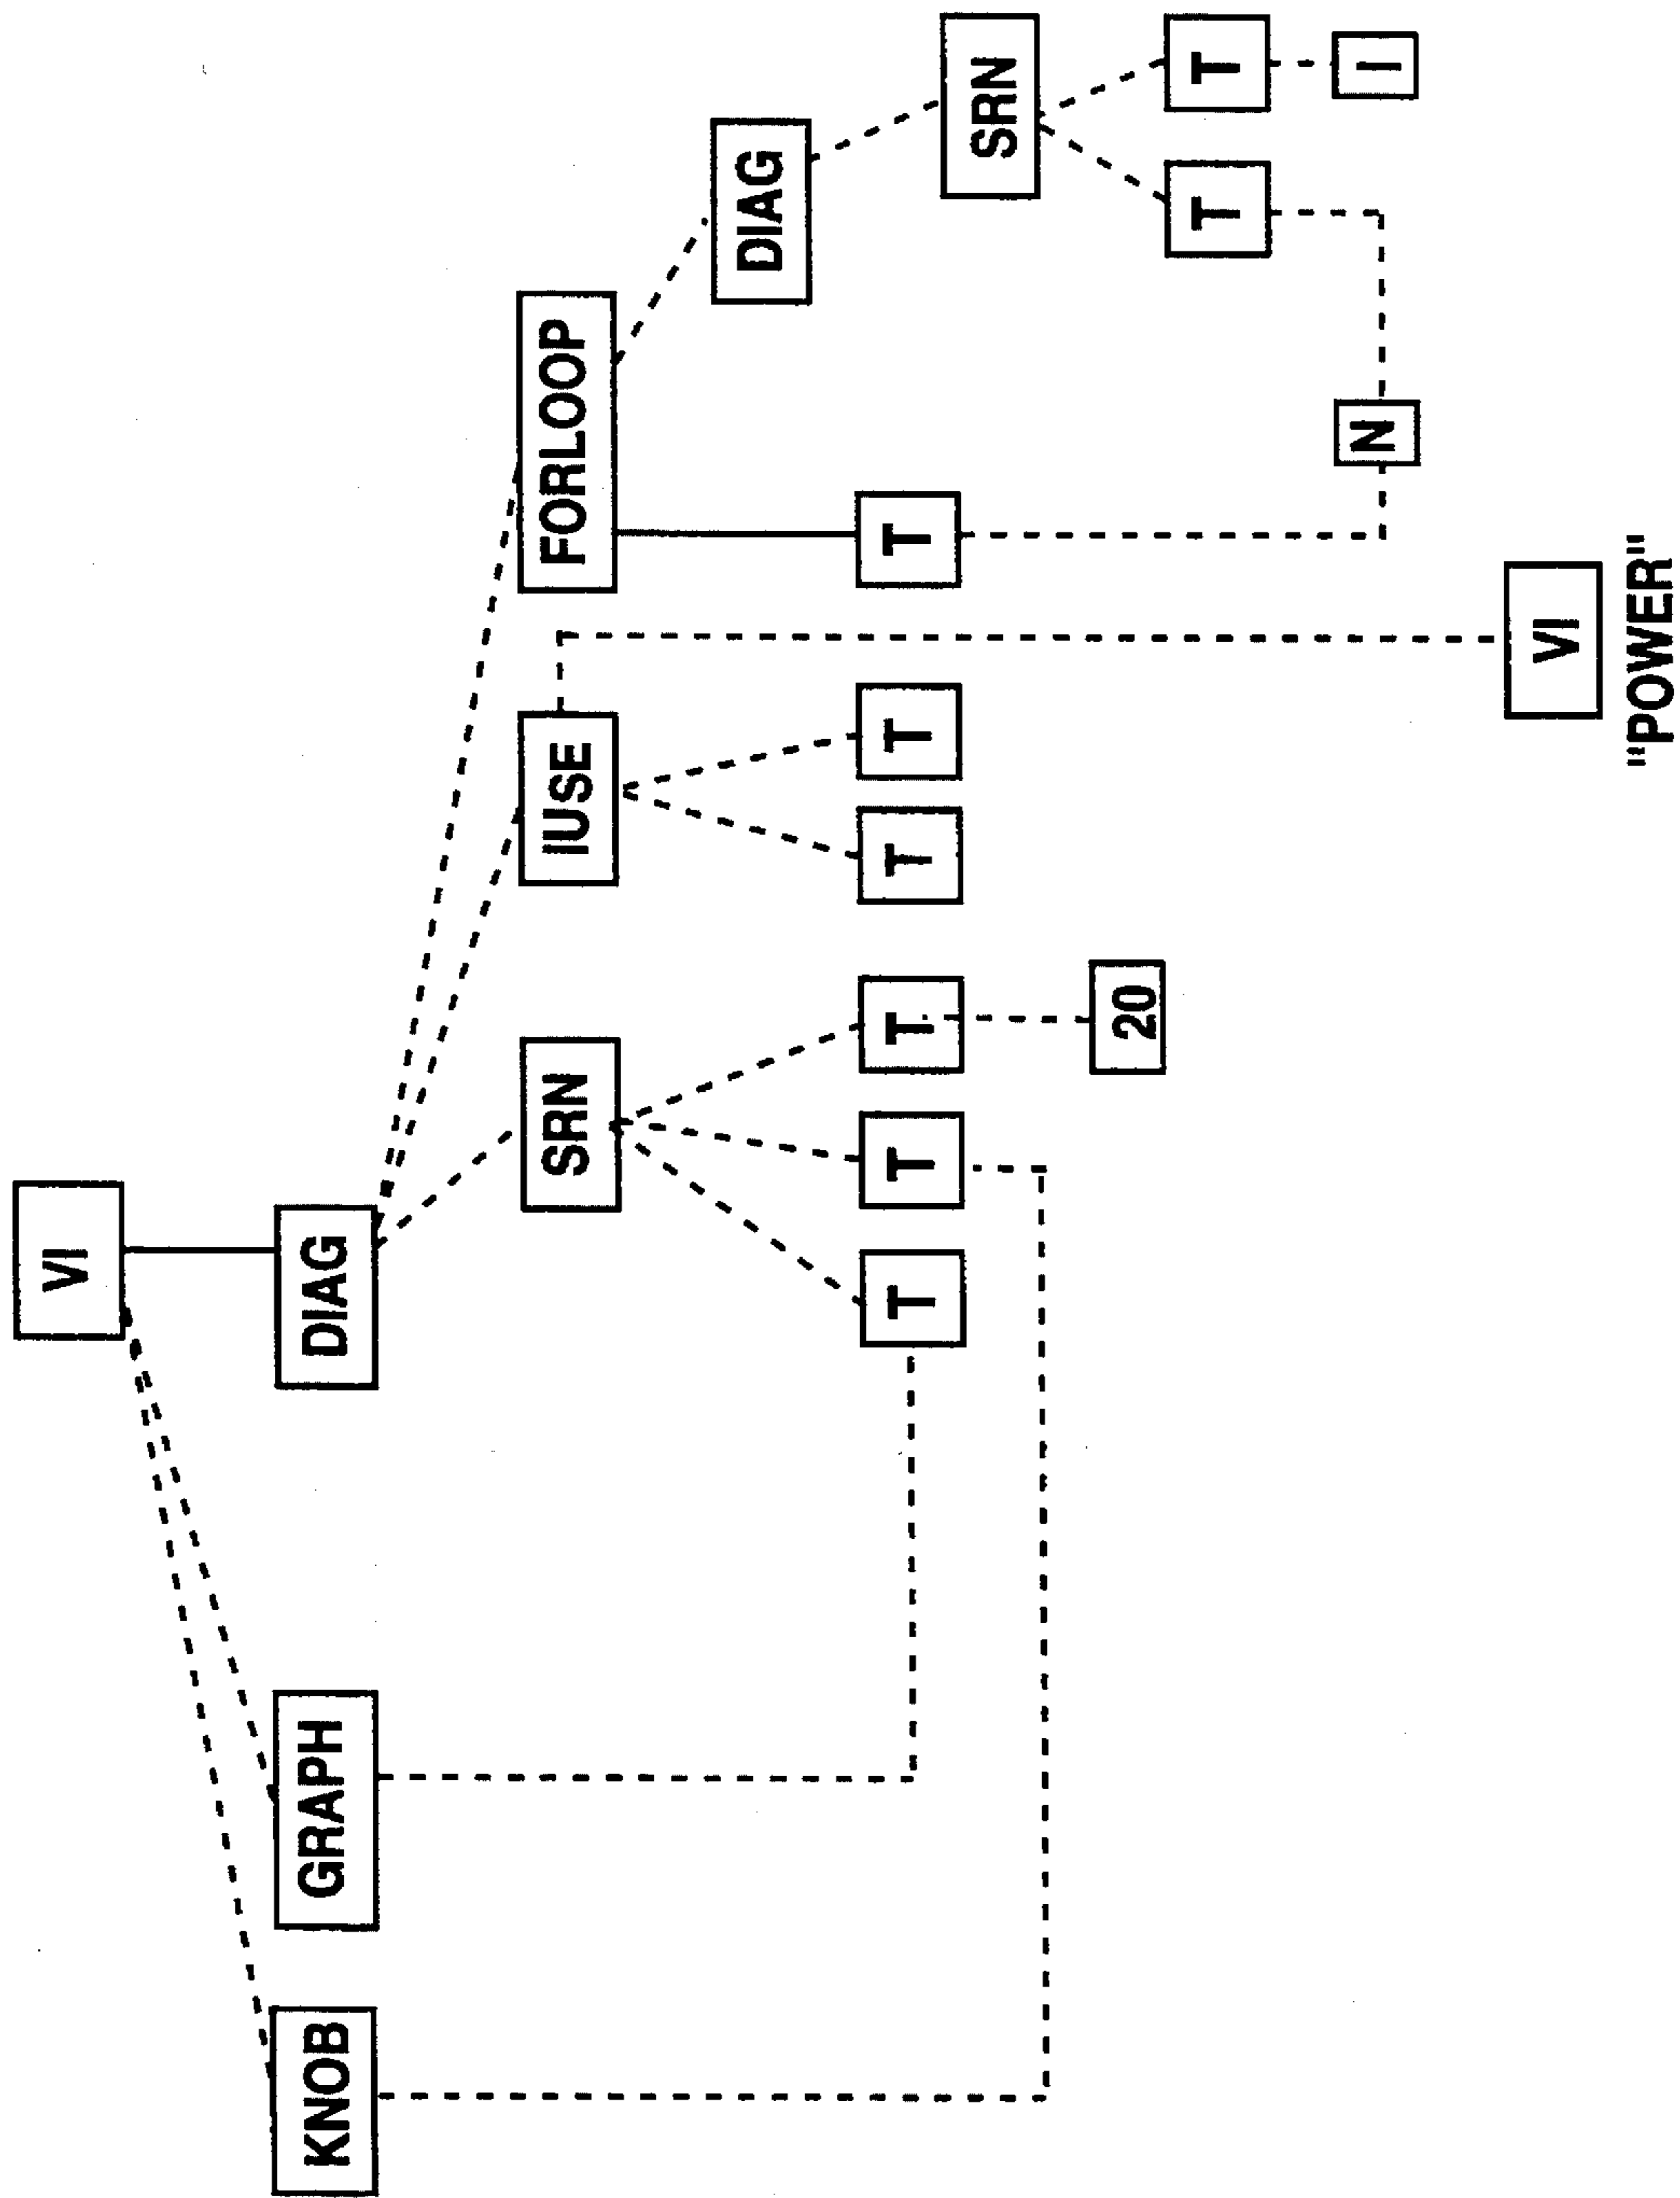 VI
KNOB
GRAPH
DIAG
SRN
IUSE
FORLOOP
DIAG
T
T
T
T
T
T
SRN
20
T
T
N
I
VI
"POWER"